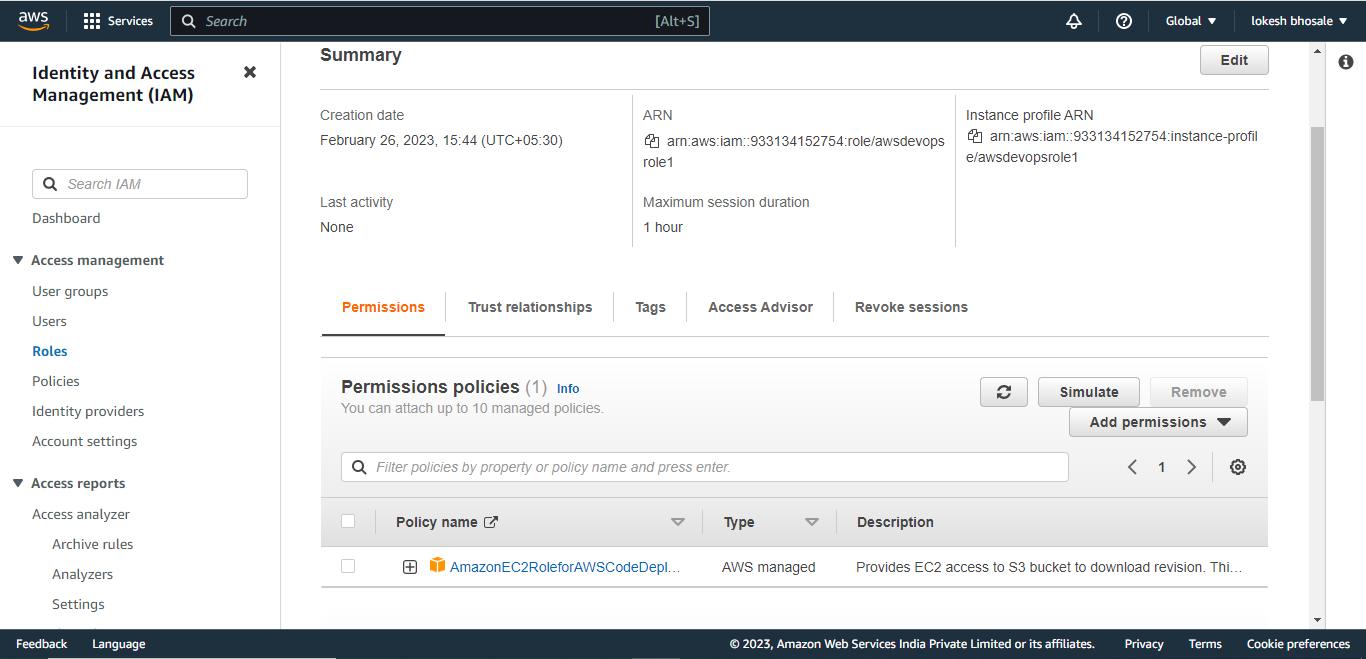 aws
Services
Search
[Alt+S]
Global
lokesh bhosale
Identity and Access
Management (IAM)
Search IAM
Dashboard
Access management
User groups
Users
Roles
Policies
Identity providers
Account settings
Access reports
Access analyzer
Archive rules
Analyzers
Settings
Summary
Edit
Creation date
February 26, 2023, 15:44 (UTC+05:30)
ARN
arn:aws:iam::933134152754:role/awsdevops
role1
Instance profile ARN
arn:aws:iam::933134152754:instance-profil
e/awsdevopsrole1
Last activity
None
Maximum session duration
1 hour
Permissions
Trust relationships
Tags
Access Advisor
Revoke sessions
Permissions policies (1) Info
You can attach up to 10 managed policies.
Simulate
Remove
Add permissions
Filter policies by property or policy name and press enter.
1
Policy name
Type
Description
AmazonEC2RoleforAWSCodeDepl...
AWS managed
Provides EC2 access to S3 bucket to download revision. Thi...
Feedback
Language
© 2023, Amazon Web Services India Private Limited or its affiliates.
Privacy
Terms
Cookie preferences